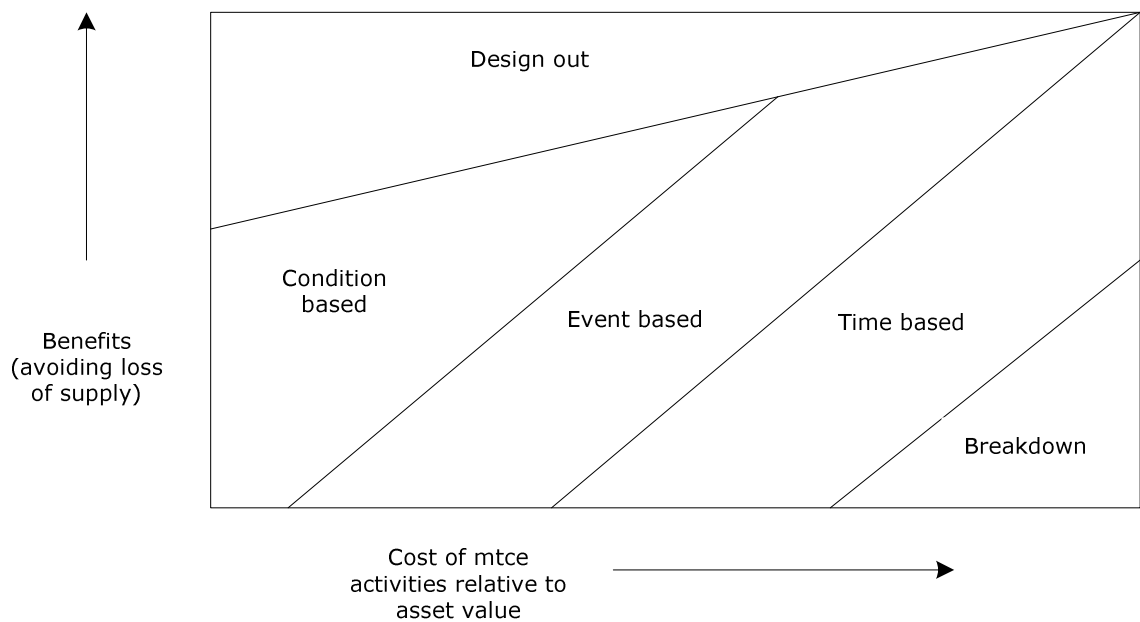 Design out
Condition
based
Event based
Time based
Benefits
(avoiding loss
of supply)
Breakdown
Cost of mtce
activities relative to
asset value